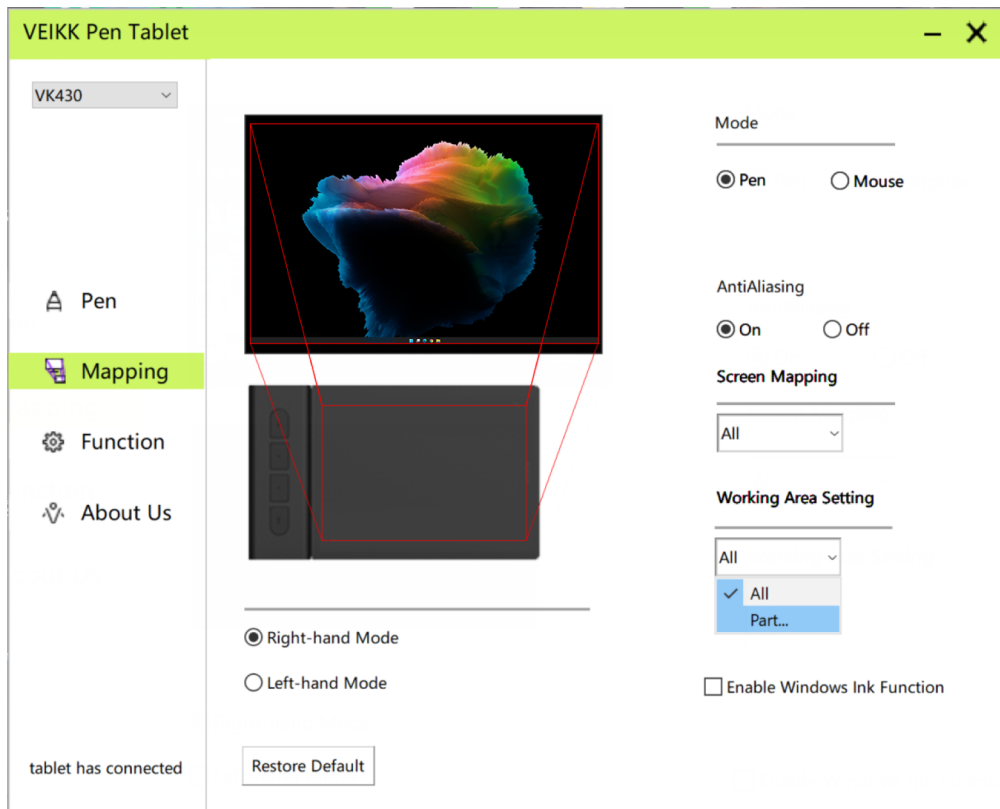 VEIKK Pen Tablet
VK430
Pen
Mapping
Function
About Us
tablet has connected
Right-hand Mode
Left-hand Mode
Restore Default
Mode
Pen
Mouse
AntiAliasing
On
Off
Screen Mapping
All
Working Area Setting
All
All
Part...
Enable Windows Ink Function